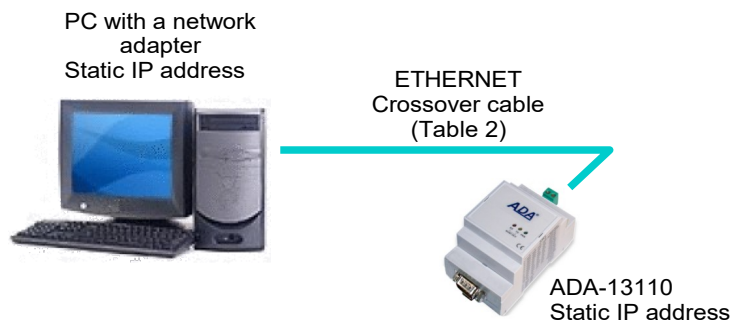 PC with a network
adapter
Static IP address
ETHERNET
Crossover cable
(Table 2)
ADA
ADA-13110
Static IP address